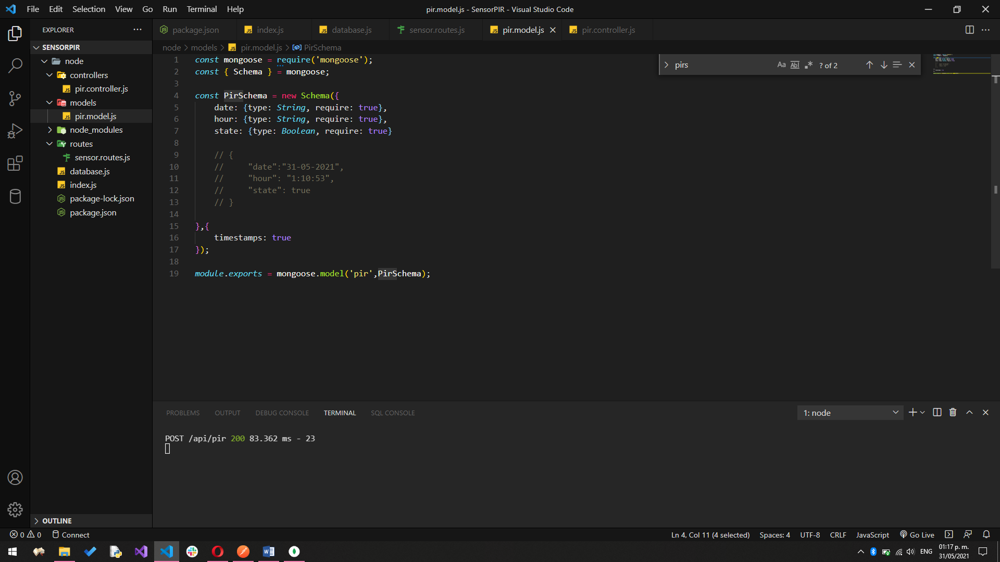 File Edit Selection View Go Run Terminal Help
pir.model.js - SensorPIR - Visual Studio Code
EXPLORER
SENSORPIR
node
controllers
pir.controller.js
models
pir.model.js
node_modules
routes
sensor.routes.js
database.js
index.js
package-lock.json
package.json
OUTLINE
package.json index.js database.js sensor.routes.js pir.model.js pir.controller.js
node > models > pir.model.js > PirSchema
pirs Aa Abl .* ? of 2
1 const mongoose = require('mongoose');
2 const { Schema } = mongoose;
3
4 const PirSchema = new Schema({
5 date: {type: String, require: true},
6 hour: {type: String, require: true},
7 state: {type: Boolean, require: true}
8
9 // {
10 // "date":"31-05-2021",
11 // "hour": "1:10:53",
12 // "state": true
13 // }
14
15 },{
16 timestamps: true
17 });
18
19 module.exports = mongoose.model('pir',PirSchema);
PROBLEMS OUTPUT DEBUG CONSOLE TERMINAL SQL CONSOLE
1: node
POST /api/pir 200 83.362 ms - 23
0 0 Connect
Ln 4, Col 11 (4 selected) Spaces: 4 UTF-8 CRLF JavaScript Go Live
ENG
01:17 p. m.
31/05/2021